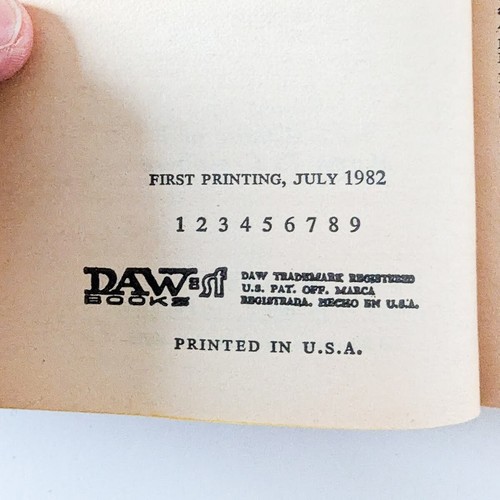 FIRST PRINTING, JULY 1982
1 2 3 4 5 6 7 8 9
DAW sf
BOOKS
DAW TRADEMARK REGISTERED
U.S. PAT. OFF. MARCA
REGISTRADA. HECHO EN U.S.A.
PRINTED IN U.S.A.